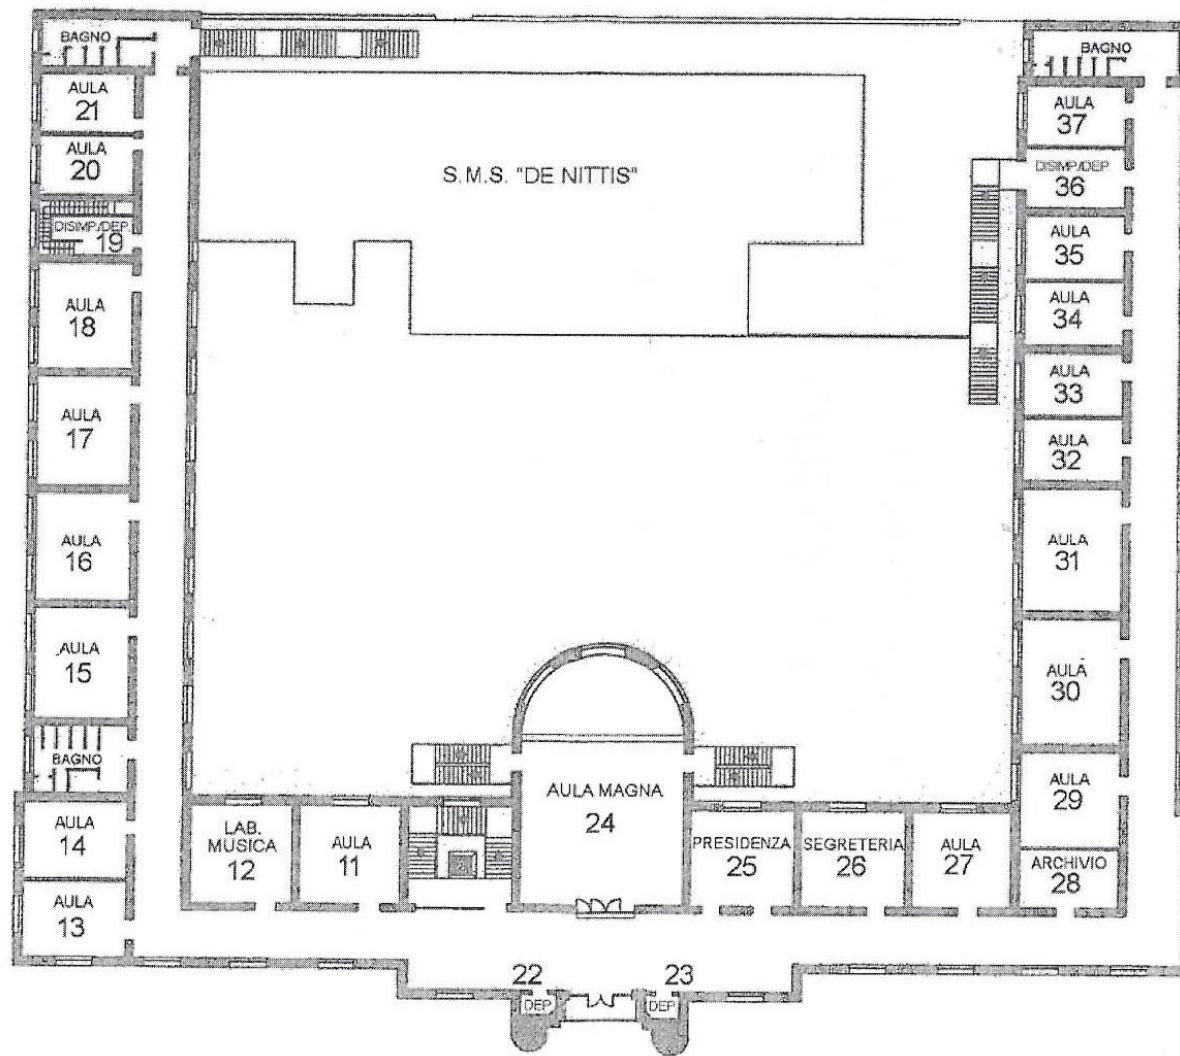 BAGNO
AULA
21
AULA
20
DISIMP./DEP.
19
AULA
18
AULA
17
AULA
16
AULA
15
BAGNO
AULA
14
AULA
13
S.M.S. "DE NITTIS"
LAB.
MUSICA
12
AULA
11
AULA MAGNA
24
PRESIDENZA
25
SEGRETERIA
26
AULA
27
ARCHIVIO
28
AULA
29
AULA
30
AULA
31
AULA
32
AULA
33
AULA
34
AULA
35
DISIMP./DEP.
36
AULA
37
BAGNO
22
DEP
23
DEP